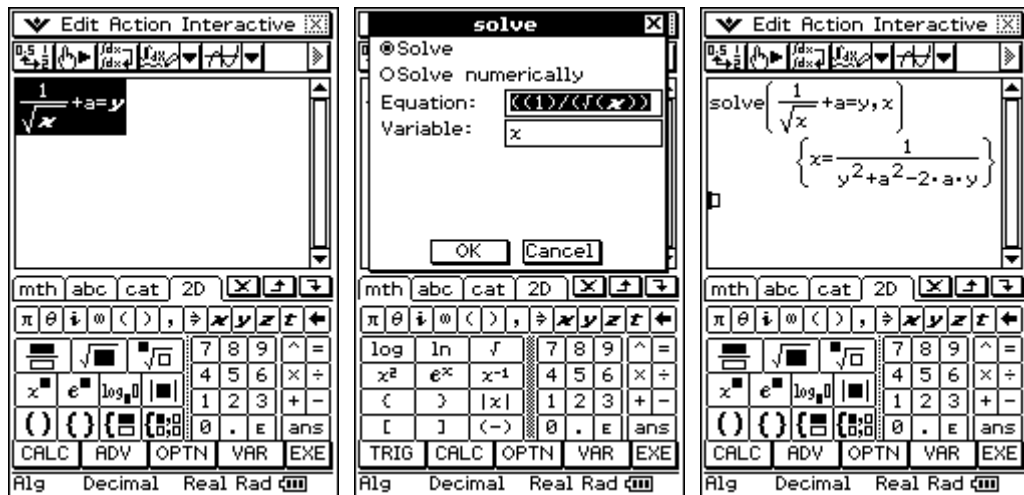 Edit Action Interactive
1/√x +a=y
mth abc cat 2D
π θ i ∞ ( ) , ⇒ x y z t ←
7 8 9 ^ =
4 5 6 × ÷
1 2 3 + −
0 . E ans
CALC ADV OPTN VAR EXE
Alg Decimal Real Rad
solve
Solve
Solve numerically
Equation: ((1)/(√(x))
Variable: x
OK Cancel
mth abc cat 2D
π θ i ∞ ( ) , ⇒ x y z t ←
log ln √ 7 8 9 ^ =
x² eˣ x⁻¹ 4 5 6 × ÷
( ) |x| 1 2 3 + −
[ ] (−) 0 . E ans
TRIG CALC OPTN VAR EXE
Alg Decimal Real Rad
Edit Action Interactive
solve(1/√x +a=y,x)
{x=1/(y²+a²-2·a·y)}
mth abc cat 2D
π θ i ∞ ( ) , ⇒ x y z t ←
7 8 9 ^ =
4 5 6 × ÷
1 2 3 + −
0 . E ans
CALC ADV OPTN VAR EXE
Alg Decimal Real Rad